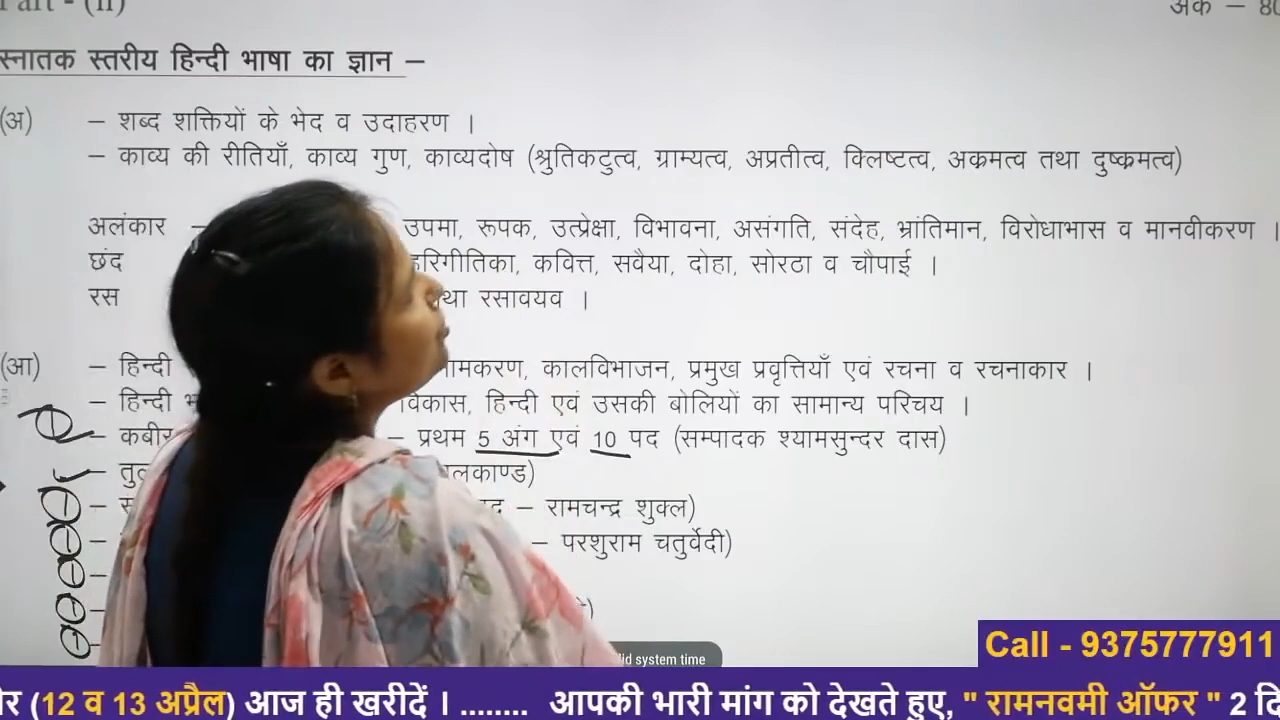 Part - (II)
अंक – 80
स्नातक स्तरीय हिन्दी भाषा का ज्ञान –
(अ) – शब्द शक्तियों के भेद व उदाहरण ।
– काव्य की रीतियाँ, काव्य गुण, काव्यदोष (श्रुतिकटुत्व, ग्राम्यत्व, अप्रतीत्व, क्लिष्टत्व, अक्रमत्व तथा दुष्क्रमत्व)
अलंकार – उपमा, रूपक, उत्प्रेक्षा, विभावना, असंगति, संदेह, भ्रांतिमान, विरोधाभास व मानवीकरण ।
छंद हरिगीतिका, कवित्त, सवैया, दोहा, सोरठा व चौपाई ।
रस तथा रसावयव ।
(आ) – हिन्दी नामकरण, कालविभाजन, प्रमुख प्रवृत्तियाँ एवं रचना व रचनाकार ।
– हिन्दी विकास, हिन्दी एवं उसकी बोलियों का सामान्य परिचय ।
– कबीर – प्रथम 5 अंग एवं 10 पद (सम्पादक श्यामसुन्दर दास)
–
– – रामचन्द्र शुक्ल)
– – परशुराम चतुर्वेदी)
–
–
system time
Call - 9375777911
(12 व 13 अप्रैल) आज ही खरीदें । ........ आपकी भारी मांग को देखते हुए, " रामनवमी ऑफर " 2